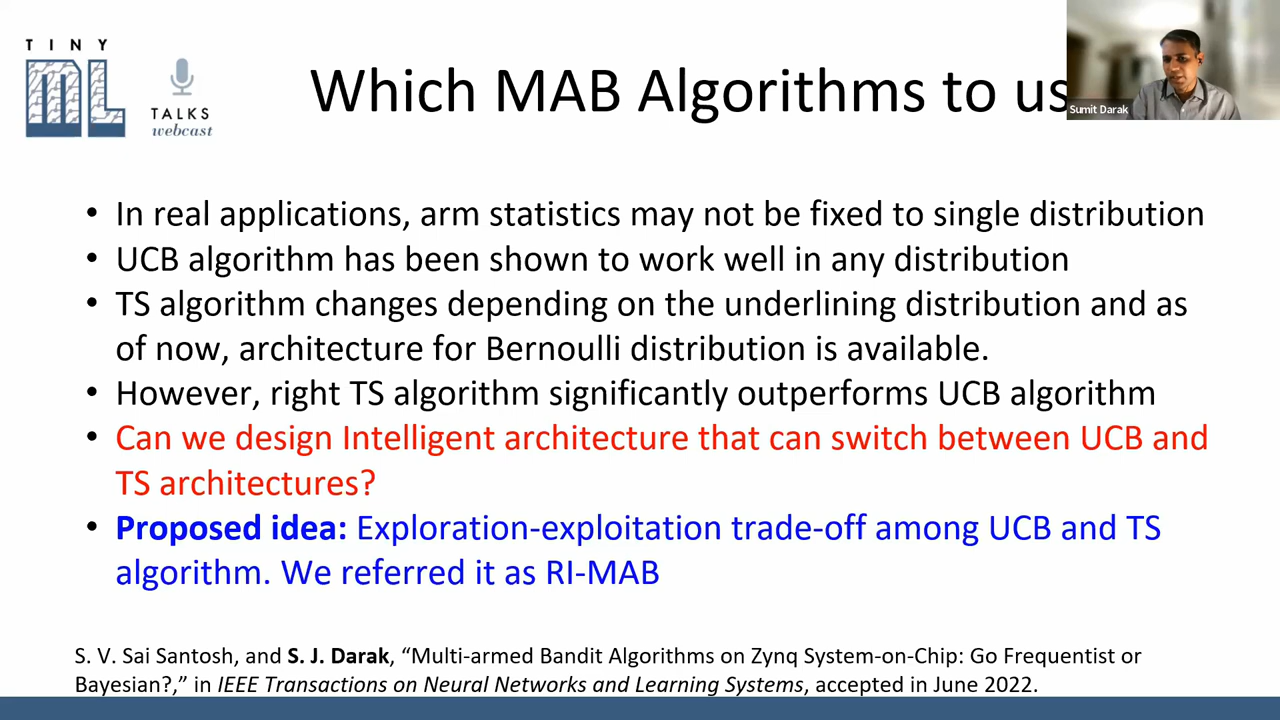 TINY
ML
TALKS
webcast
Which MAB Algorithms to us
Sumit Darak
• In real applications, arm statistics may not be fixed to single distribution
• UCB algorithm has been shown to work well in any distribution
• TS algorithm changes depending on the underlining distribution and as
of now, architecture for Bernoulli distribution is available.
• However, right TS algorithm significantly outperforms UCB algorithm
• Can we design Intelligent architecture that can switch between UCB and
TS architectures?
• Proposed idea: Exploration-exploitation trade-off among UCB and TS
algorithm. We referred it as RI-MAB
S. V. Sai Santosh, and S. J. Darak, “Multi-armed Bandit Algorithms on Zynq System-on-Chip: Go Frequentist or
Bayesian?,” in IEEE Transactions on Neural Networks and Learning Systems, accepted in June 2022.